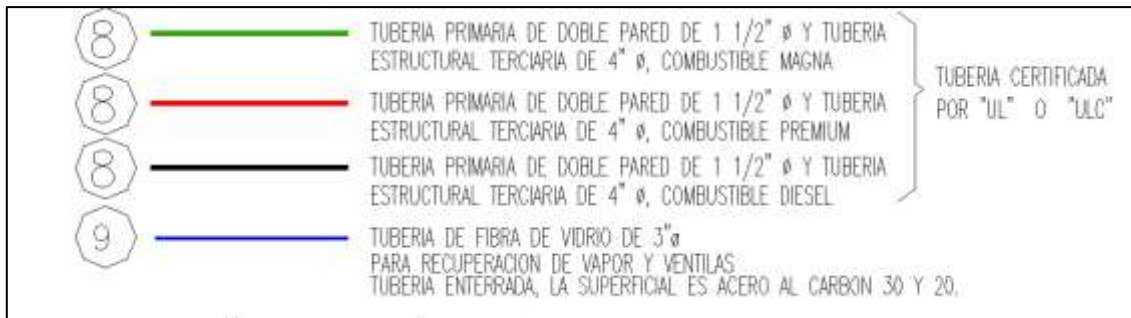 8 TUBERIA PRIMARIA DE DOBLE PARED DE 1 1/2" ø Y TUBERIA
ESTRUCTURAL TERCIARIA DE 4" ø, COMBUSTIBLE MAGNA
8 TUBERIA PRIMARIA DE DOBLE PARED DE 1 1/2" ø Y TUBERIA
ESTRUCTURAL TERCIARIA DE 4" ø, COMBUSTIBLE PREMIUM
8 TUBERIA PRIMARIA DE DOBLE PARED DE 1 1/2" ø Y TUBERIA
ESTRUCTURAL TERCIARIA DE 4" ø, COMBUSTIBLE DIESEL
TUBERIA CERTIFICADA
POR "UL" O "ULC"
9 TUBERIA DE FIBRA DE VIDRIO DE 3"ø
PARA RECUPERACION DE VAPOR Y VENTILAS
TUBERIA ENTERRADA, LA SUPERFICIAL ES ACERO AL CARBON 30 Y 20.